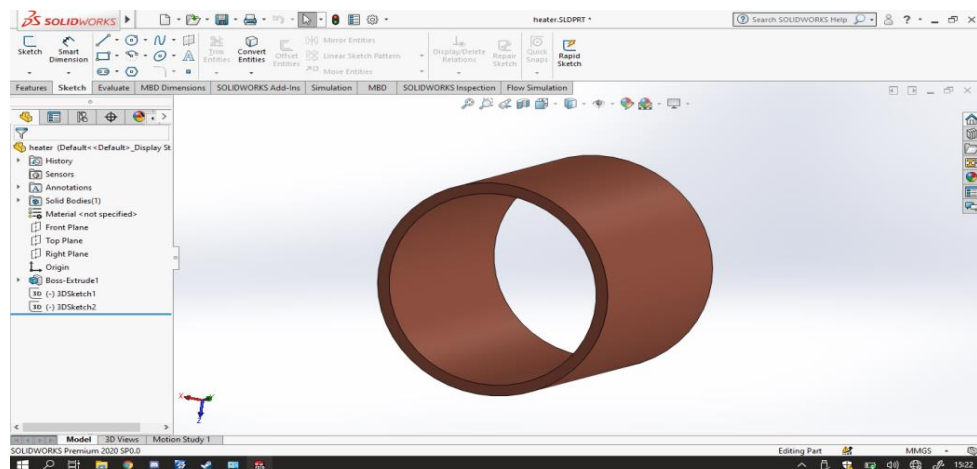 SOLIDWORKS
heater.SLDPRT *
Search SOLIDWORKS Help
Sketch
Smart Dimension
Trim Entities
Convert Entities
Offset Entities
Mirror Entities
Linear Sketch Pattern
Move Entities
Display/Delete Relations
Repair Sketch
Quick Snaps
Rapid Sketch
Features Sketch Evaluate MBD Dimensions SOLIDWORKS Add-Ins Simulation MBD SOLIDWORKS Inspection Flow Simulation
heater (Default<<Default>_Display St
History
Sensors
Annotations
Solid Bodies(1)
Material <not specified>
Front Plane
Top Plane
Right Plane
Origin
Boss-Extrude1
3D (-) 3DSketch1
3D (-) 3DSketch2
X
Z
Model 3D Views Motion Study 1
SOLIDWORKS Premium 2020 SP0.0
Editing Part MMGS
15:22